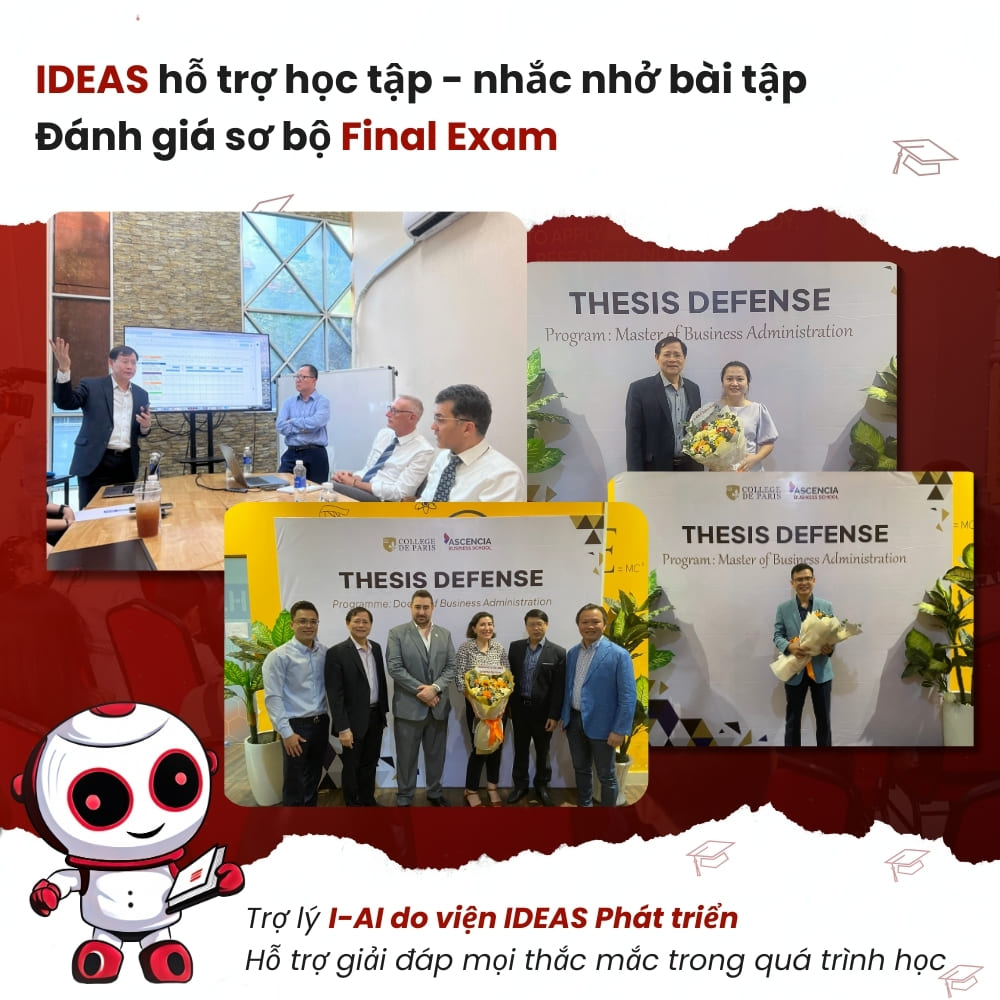 IDEAS hỗ trợ học tập - nhắc nhở bài tập
Đánh giá sơ bộ Final Exam
THESIS DEFENSE
Program : Master of Business Administration
COLLEGE DE PARIS
ASCENCIA BUSINESS SCHOOL
THESIS DEFENSE
Program : Master of Business Administration
= MC²
COLLEGE DE PARIS
ASCENCIA BUSINESS SCHOOL
THESIS DEFENSE
Programme: of Business Administration
E = MC²
Trợ lý I-AI do viện IDEAS Phát triển
Hỗ trợ giải đáp mọi thắc mắc trong quá trình học